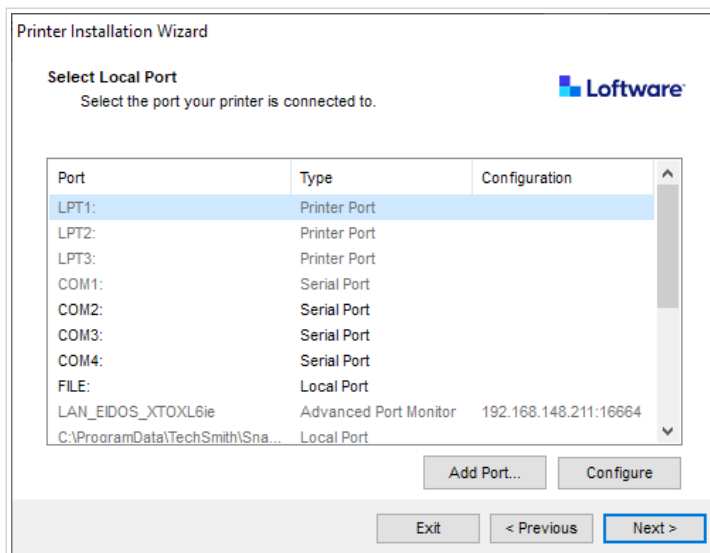 Printer Installation Wizard
Select Local Port
Select the port your printer is connected to.
Loftware
Port Type Configuration
LPT1: Printer Port
LPT2: Printer Port
LPT3: Printer Port
COM1: Serial Port
COM2: Serial Port
COM3: Serial Port
COM4: Serial Port
FILE: Local Port
LAN_EIDOS_XTOXL6ie Advanced Port Monitor 192.168.148.211:16664
C:\ProgramData\TechSmith\Sna... Local Port
Add Port... Configure
Exit < Previous Next >